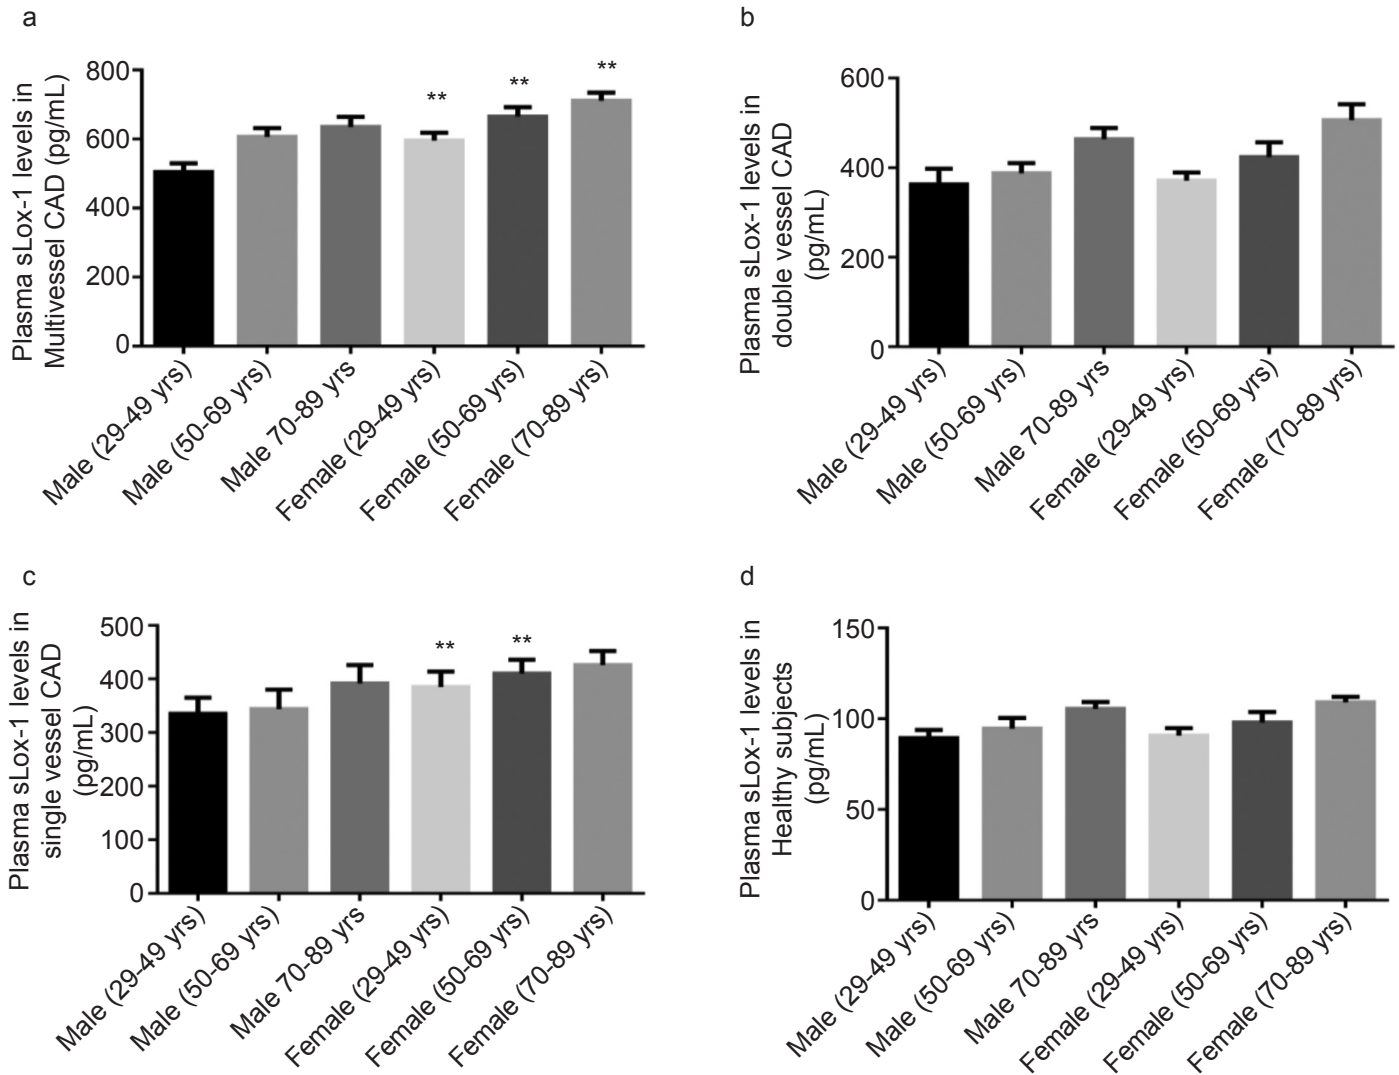 a
Plasma sLox-1 levels in
Multivessel CAD (pg/mL)
800
600
400
200
0
**
**
**
Male (29-49 yrs)
Male (50-69 yrs)
Male 70-89 yrs
Female (29-49 yrs)
Female (50-69 yrs)
Female (70-89 yrs)
b
Plasma sLox-1 levels in
double vessel CAD
(pg/mL)
600
400
200
0
Male (29-49 yrs)
Male (50-69 yrs)
Male 70-89 yrs
Female (29-49 yrs)
Female (50-69 yrs)
Female (70-89 yrs)
c
Plasma sLox-1 levels in
single vessel CAD
(pg/mL)
500
400
300
200
100
0
**
**
Male (29-49 yrs)
Male (50-69 yrs)
Male 70-89 yrs
Female (29-49 yrs)
Female (50-69 yrs)
Female (70-89 yrs)
d
Plasma sLox-1 levels in
Healthy subjects
(pg/mL)
150
100
50
0
Male (29-49 yrs)
Male (50-69 yrs)
Male 70-89 yrs
Female (29-49 yrs)
Female (50-69 yrs)
Female (70-89 yrs)